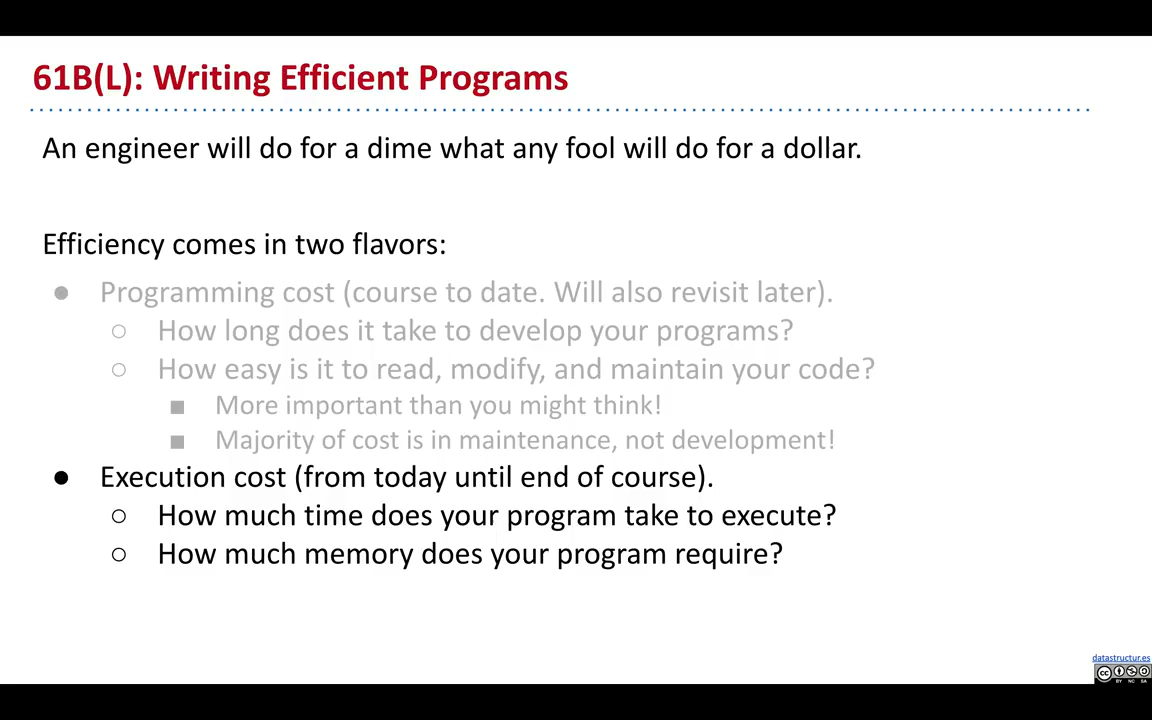 61B(L): Writing Efficient Programs
An engineer will do for a dime what any fool will do for a dollar.
Efficiency comes in two flavors:
● Programming cost (course to date. Will also revisit later).
○ How long does it take to develop your programs?
○ How easy is it to read, modify, and maintain your code?
■ More important than you might think!
■ Majority of cost is in maintenance, not development!
● Execution cost (from today until end of course).
○ How much time does your program take to execute?
○ How much memory does your program require?
datastructur.es
cc
BY NC SA